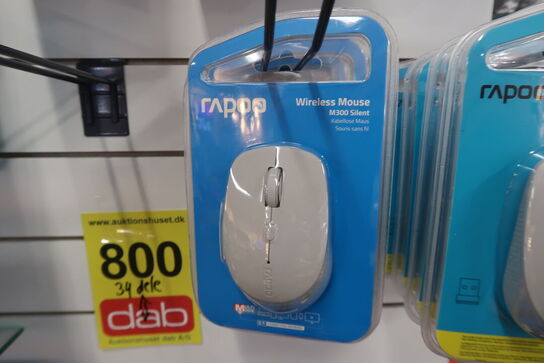 rapoo
Wireless Mouse
M300 Silent
Kabellose Maus
Souris sans fil
rapoo
rapoo
www.auktionshuset.dk
800
34 dele
dab
Auktionshuset dab A/S